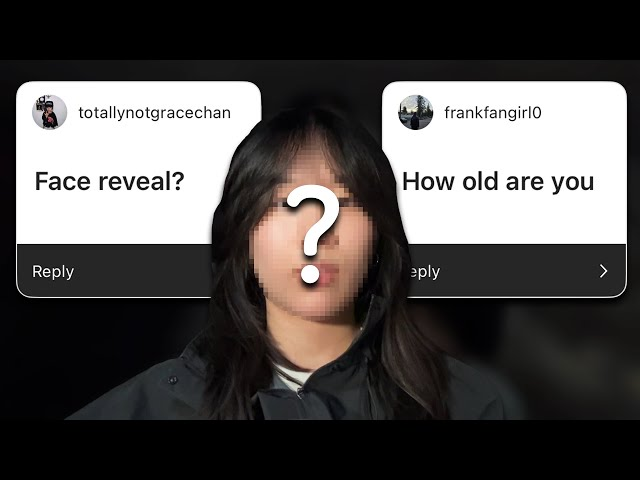 totallynotgracechan
Face reveal?
Reply
?
frankfangirl0
How old are you
eply